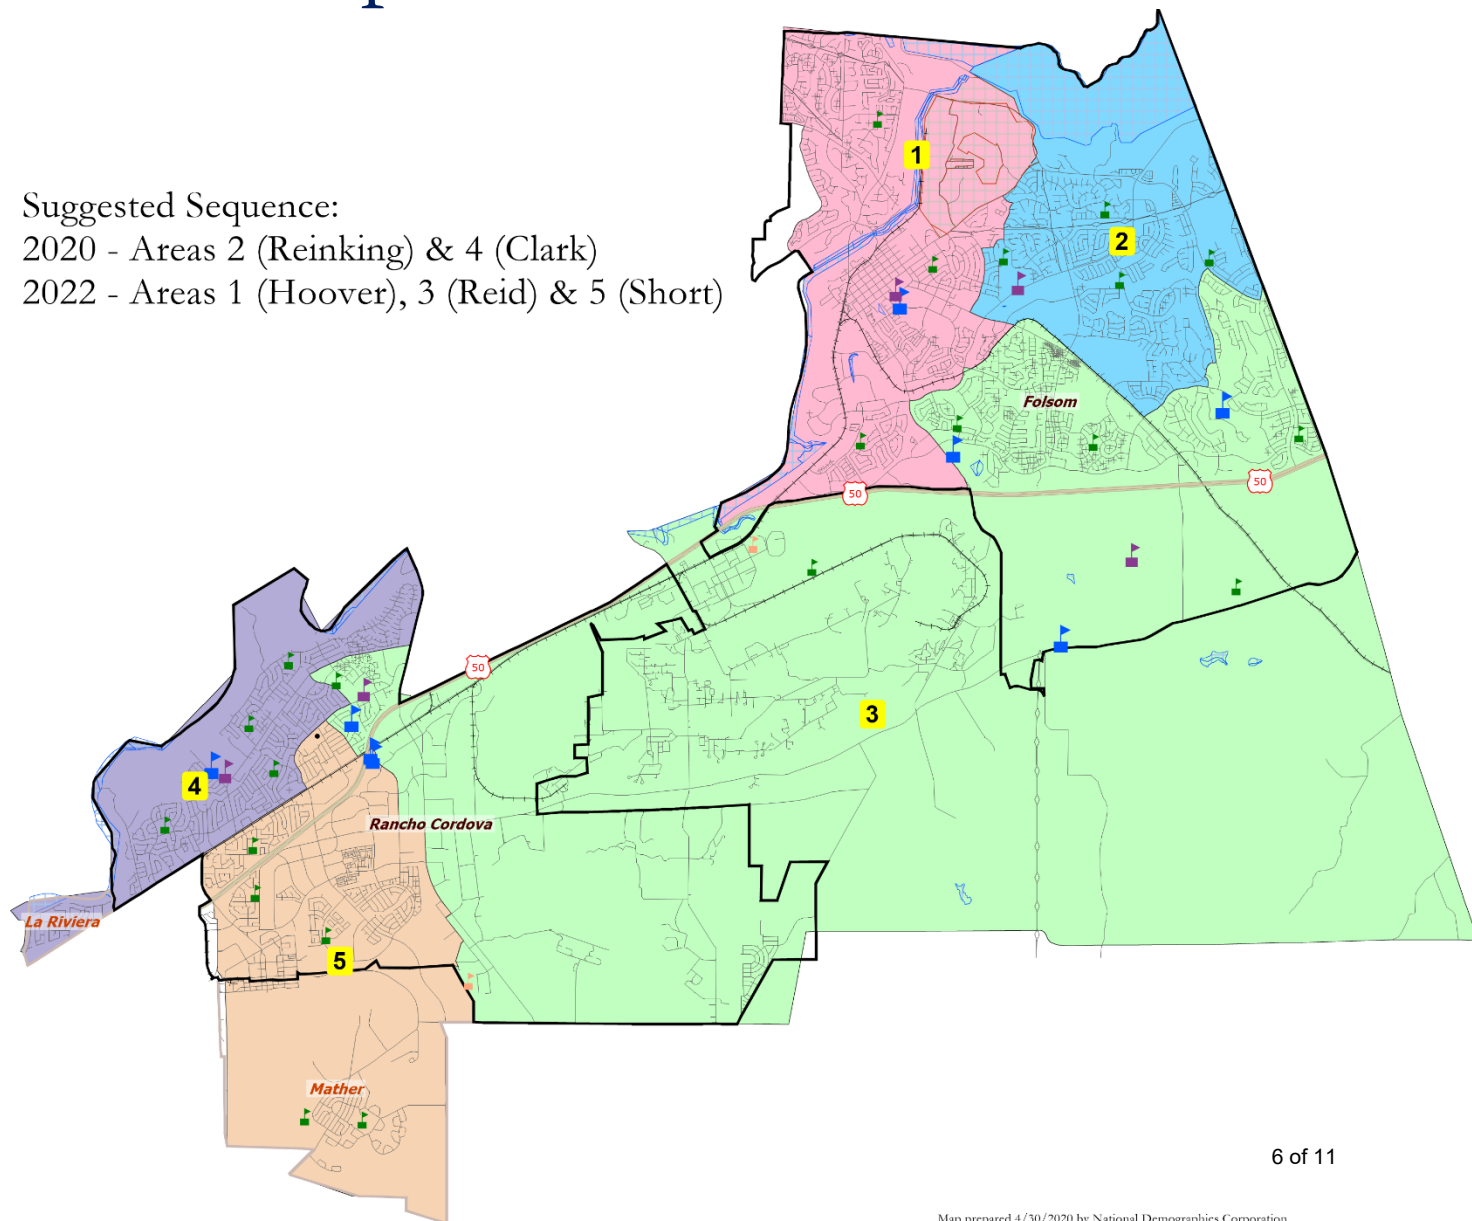 Suggested Sequence:
2020 - Areas 2 (Reinking) & 4 (Clark)
2022 - Areas 1 (Hoover), 3 (Reid) & 5 (Short)
1
2
Folsom
50
50
50
3
4
Rancho Cordova
La Riviera
5
Mather
6 of 11
Map prepared 4/30/2020 by National Demographics Corporation